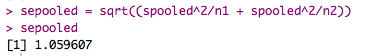 > sepooled = sqrt((spooled^2/n1 + spooled^2/n2))
> sepooled
[1] 1.059607